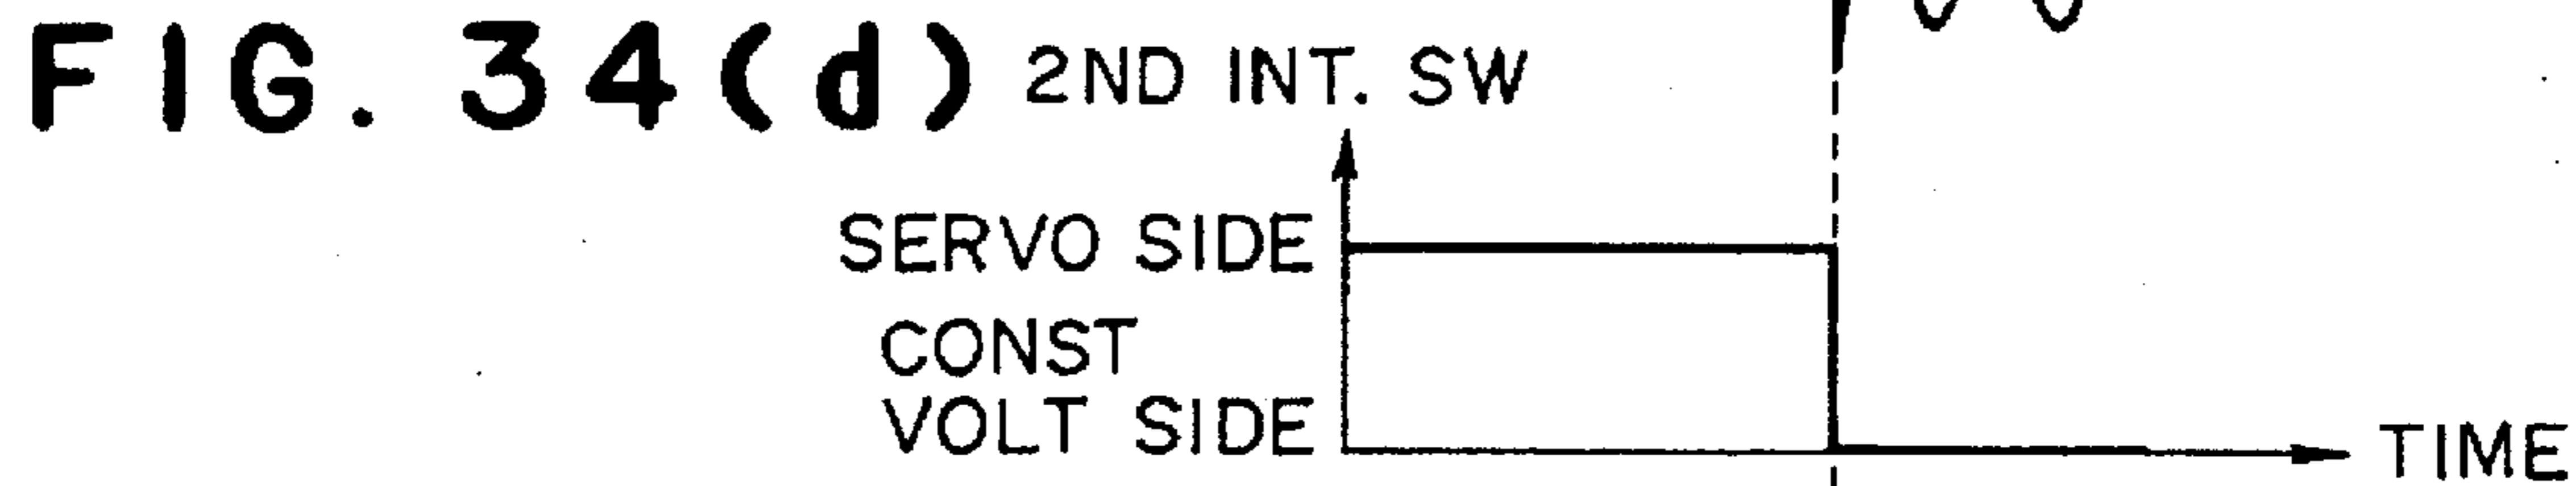 FIG. 34(d) 2ND INT. SW
SERVO SIDE
CONST
VOLT SIDE
TIME